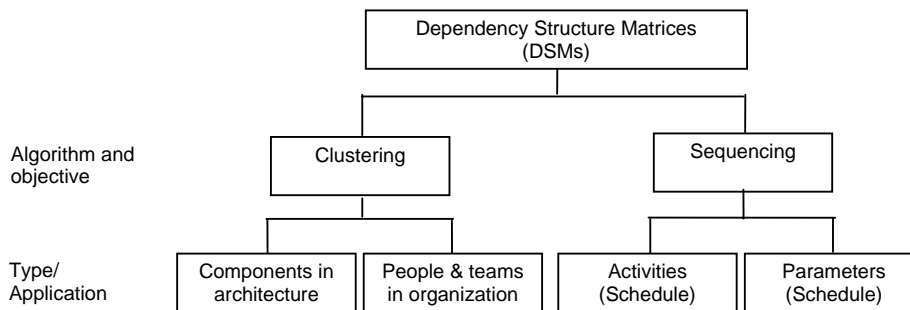 Dependency Structure Matrices
(DSMs)
Algorithm and
objective
Clustering
Sequencing
Type/
Application
Components in
architecture
People & teams
in organization
Activities
(Schedule)
Parameters
(Schedule)